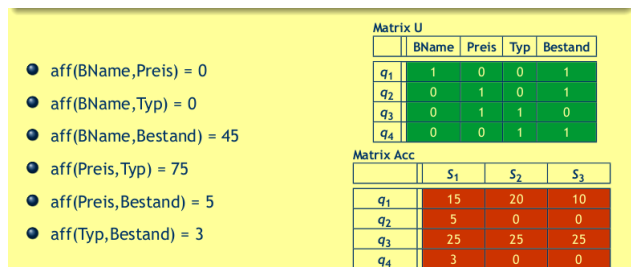 aff(BName,Preis) = 0
aff(BName,Typ) = 0
aff(BName,Bestand) = 45
aff(Preis,Typ) = 75
aff(Preis,Bestand) = 5
aff(Typ,Bestand) = 3
Matrix U
BName Preis Typ Bestand
q1 1 0 0 1
q2 0 1 0 1
q3 0 1 1 0
q4 0 0 1 1
Matrix Acc
S1 S2 S3
q1 15 20 10
q2 5 0 0
q3 25 25 25
q4 3 0 0